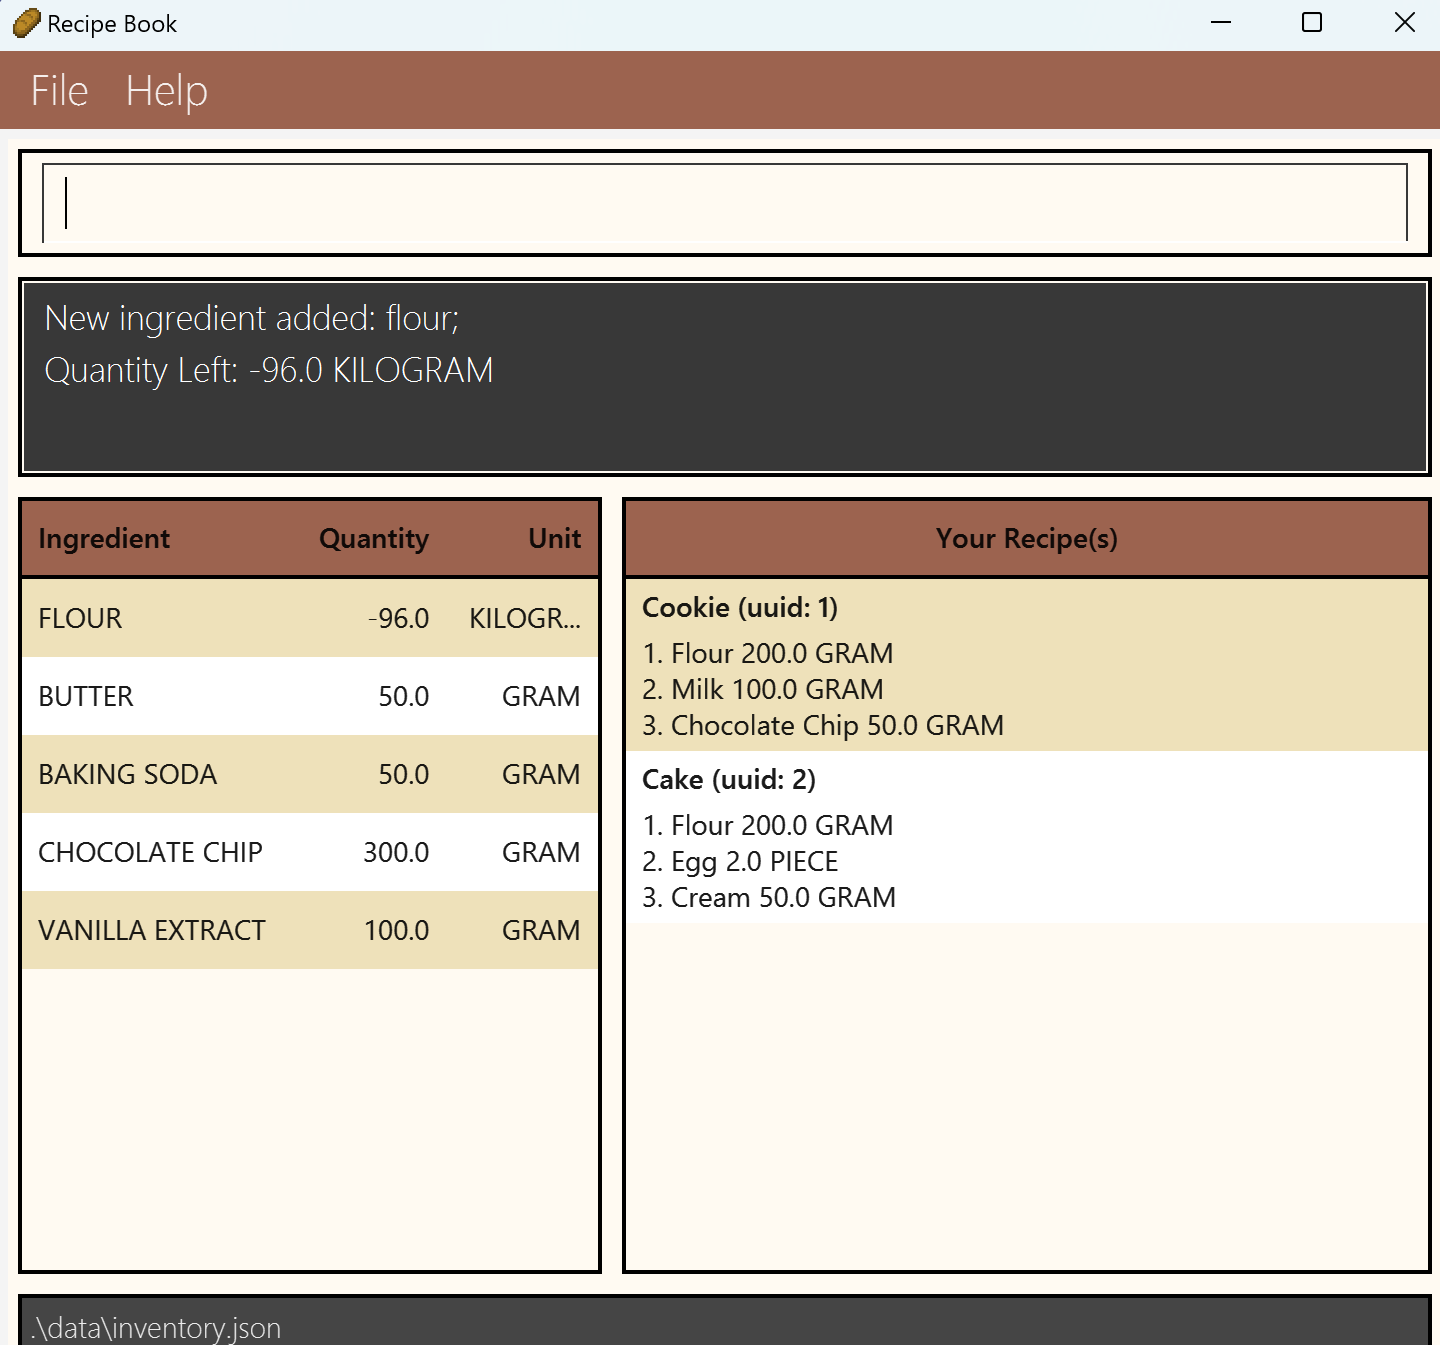 Recipe Book
File Help
New ingredient added: flour;
Quantity Left: -96.0 KILOGRAM
Ingredient Quantity Unit
FLOUR -96.0 KILOGR...
BUTTER 50.0 GRAM
BAKING SODA 50.0 GRAM
CHOCOLATE CHIP 300.0 GRAM
VANILLA EXTRACT 100.0 GRAM
Your Recipe(s)
Cookie (uuid: 1)
1. Flour 200.0 GRAM
2. Milk 100.0 GRAM
3. Chocolate Chip 50.0 GRAM
Cake (uuid: 2)
1. Flour 200.0 GRAM
2. Egg 2.0 PIECE
3. Cream 50.0 GRAM
.\data\inventory.json